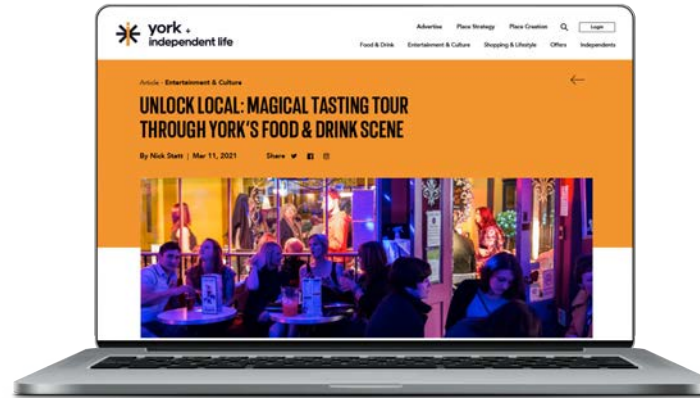 york +
independent life
Advertise Place Strategy Place Creation Login
Food & Drink Entertainment & Culture Shopping & Lifestyle Offers Independents
Article - Entertainment & Culture
UNLOCK LOCAL: MAGICAL TASTING TOUR
THROUGH YORK'S FOOD & DRINK SCENE
By Nick Stett | Mar 11, 2021 Share